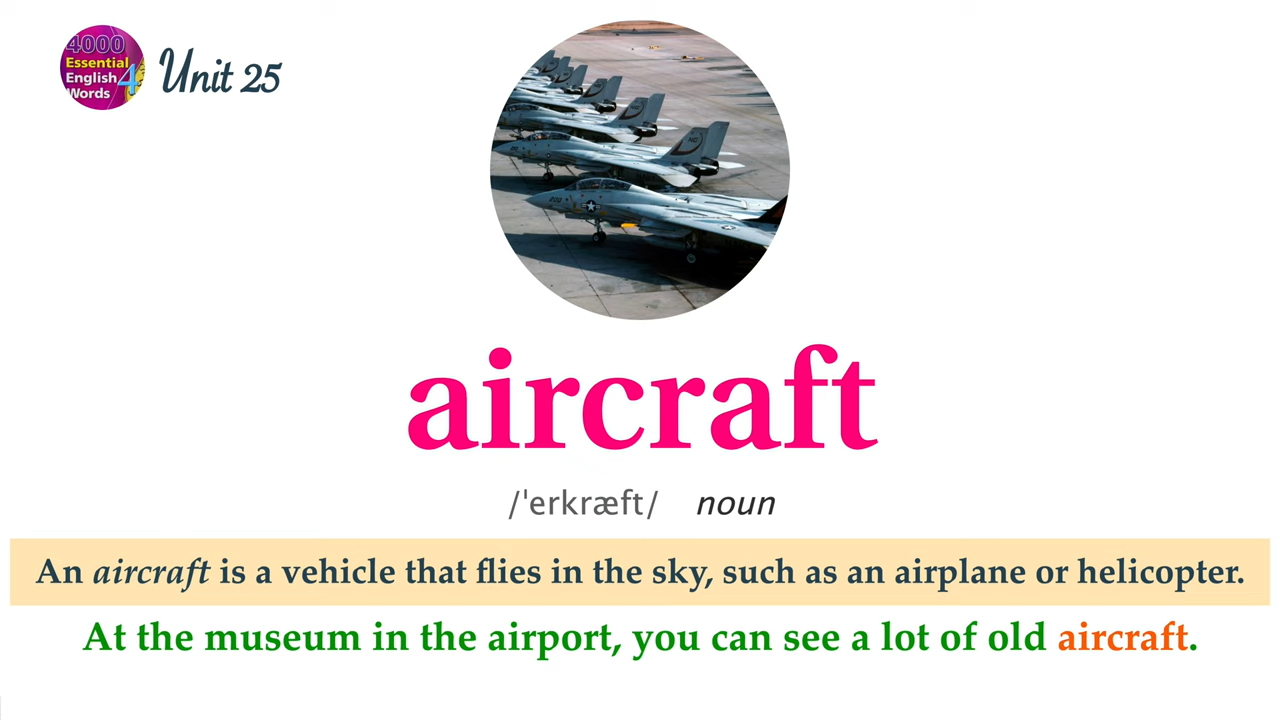 4000
Essential
English
Words
4
Unit 25
aircraft
/ˈerkræft/ noun
An aircraft is a vehicle that flies in the sky, such as an airplane or helicopter.
At the museum in the airport, you can see a lot of old aircraft.